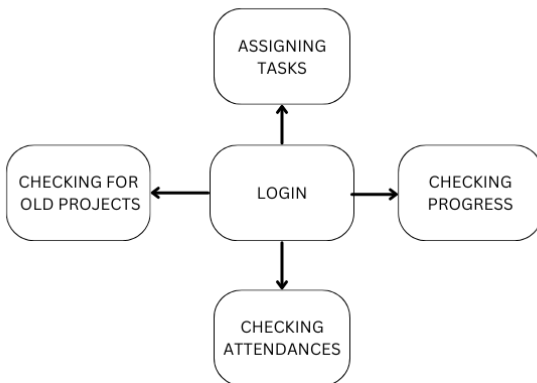 ASSIGNING
TASKS
CHECKING FOR
OLD PROJECTS
LOGIN
CHECKING
PROGRESS
CHECKING
ATTENDANCES